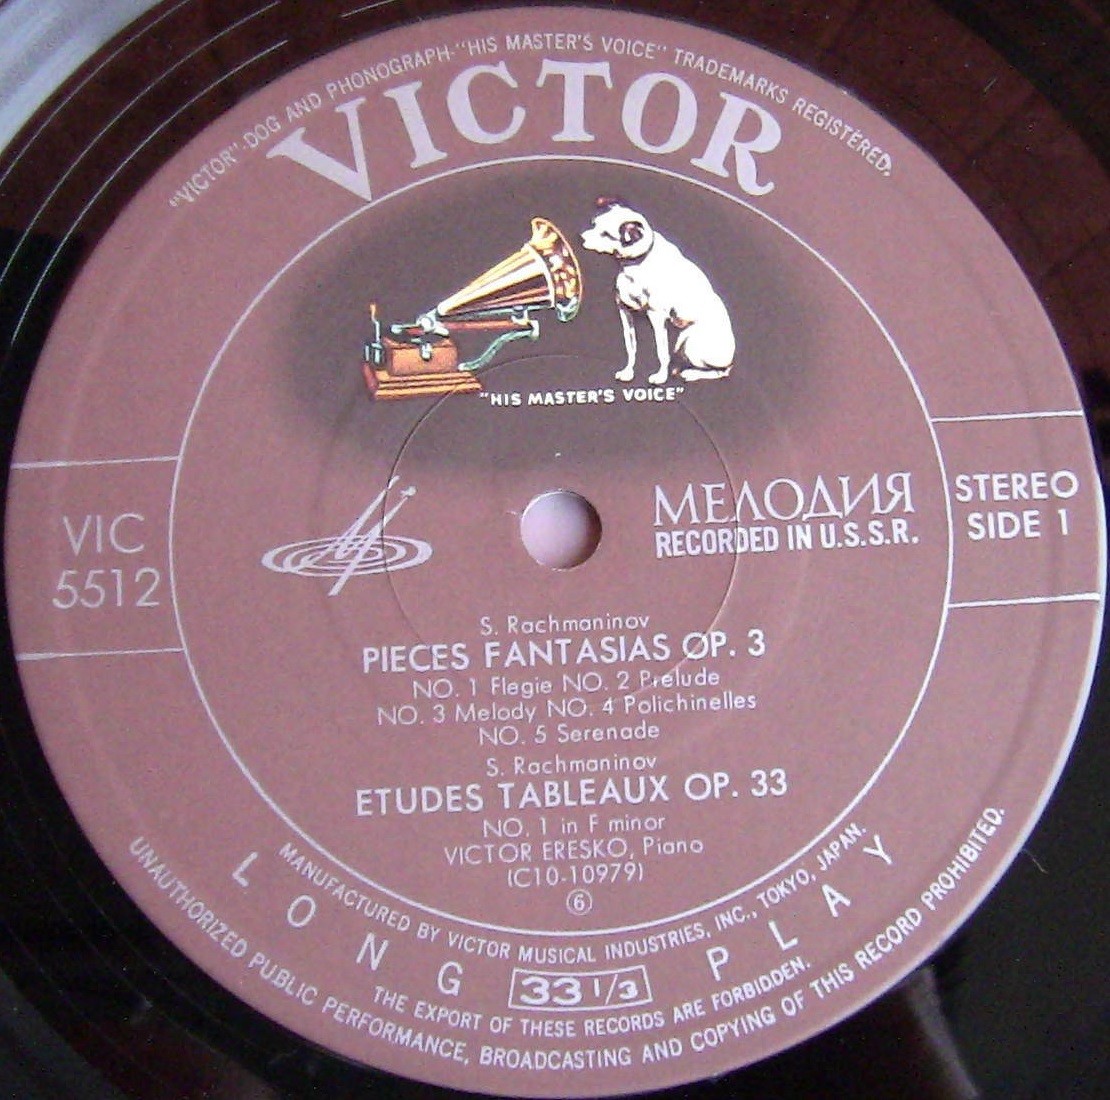 "VICTOR"-DOG AND PHONOGRAPH-"HIS MASTER'S VOICE" TRADEMARKS REGISTERED.
VICTOR
"HIS MASTER'S VOICE"
VIC
5512
М
МЕЛОДИЯ
RECORDED IN U.S.S.R.
STEREO
SIDE 1
S. Rachmaninov
PIECES FANTASIAS OP. 3
NO. 1 Flegie NO. 2 Prelude
NO. 3 Melody NO. 4 Polichinelles
NO. 5 Serenade
S. Rachmaninov
ETUDES TABLEAUX OP. 33
NO. 1 in F minor
VICTOR ERESKO, Piano
(C10-10979)
⑥
MANUFACTURED BY VICTOR MUSICAL INDUSTRIES, INC., TOKYO, JAPAN.
LONG 33 1/3 PLAY
THE EXPORT OF THESE RECORDS ARE FORBIDDEN.
UNAUTHORIZED PUBLIC PERFORMANCE, BROADCASTING AND COPYING OF THIS RECORD PROHIBITED.